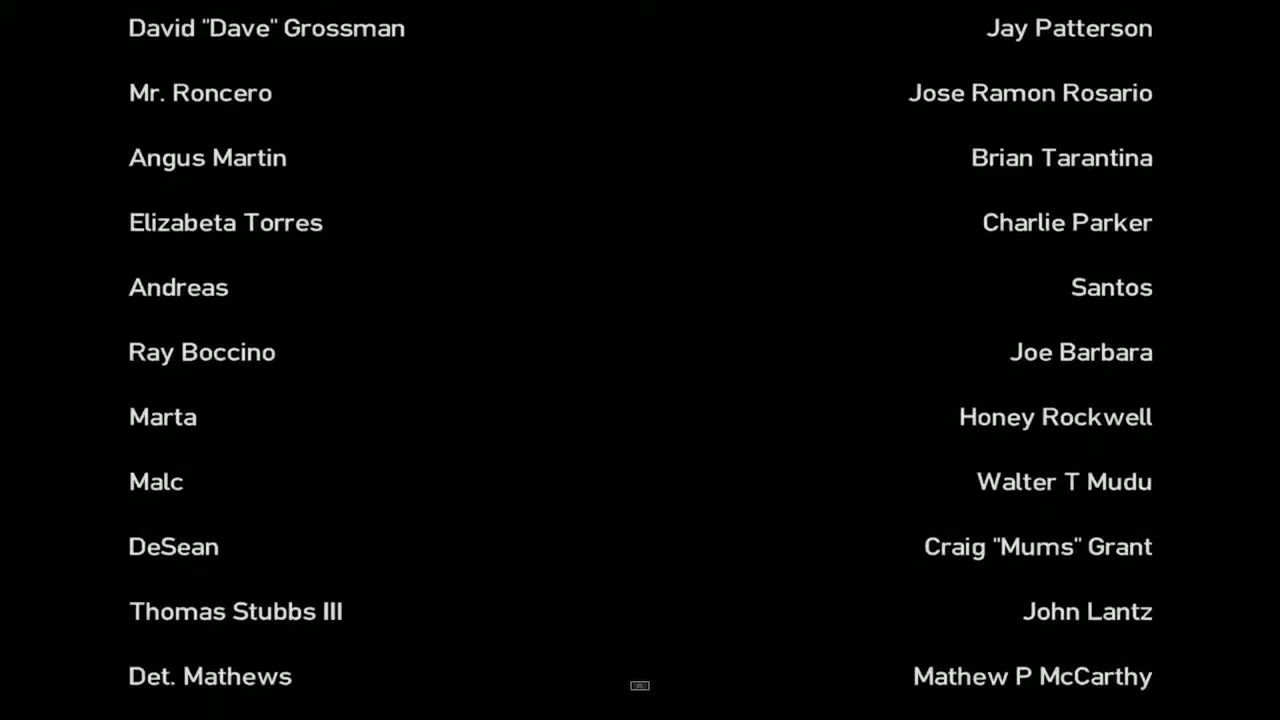 David "Dave" Grossman Jay Patterson
Mr. Roncero Jose Ramon Rosario
Angus Martin Brian Tarantina
Elizabeta Torres Charlie Parker
Andreas Santos
Ray Boccino Joe Barbara
Marta Honey Rockwell
Malc Walter T Mudu
DeSean Craig "Mums" Grant
Thomas Stubbs III John Lantz
Det. Mathews Mathew P McCarthy